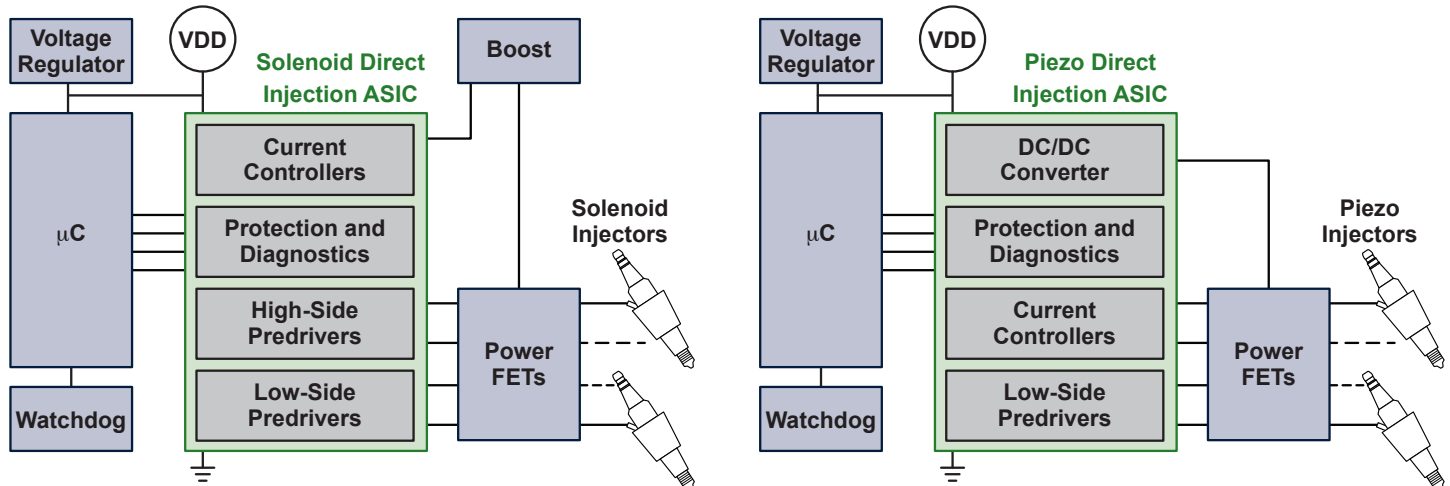 Voltage
Regulator
VDD
Solenoid Direct
Injection ASIC
Boost
μC
Current
Controllers
Protection and
Diagnostics
High-Side
Predrivers
Low-Side
Predrivers
Watchdog
Power
FETs
Solenoid
Injectors
Voltage
Regulator
VDD
Piezo Direct
Injection ASIC
μC
DC/DC
Converter
Protection and
Diagnostics
Current
Controllers
Low-Side
Predrivers
Watchdog
Power
FETs
Piezo
Injectors